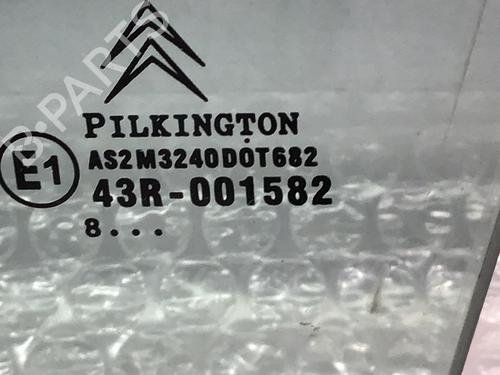 PILKINGTON
AS2M3240DOT682
E1
43R-001582
8...